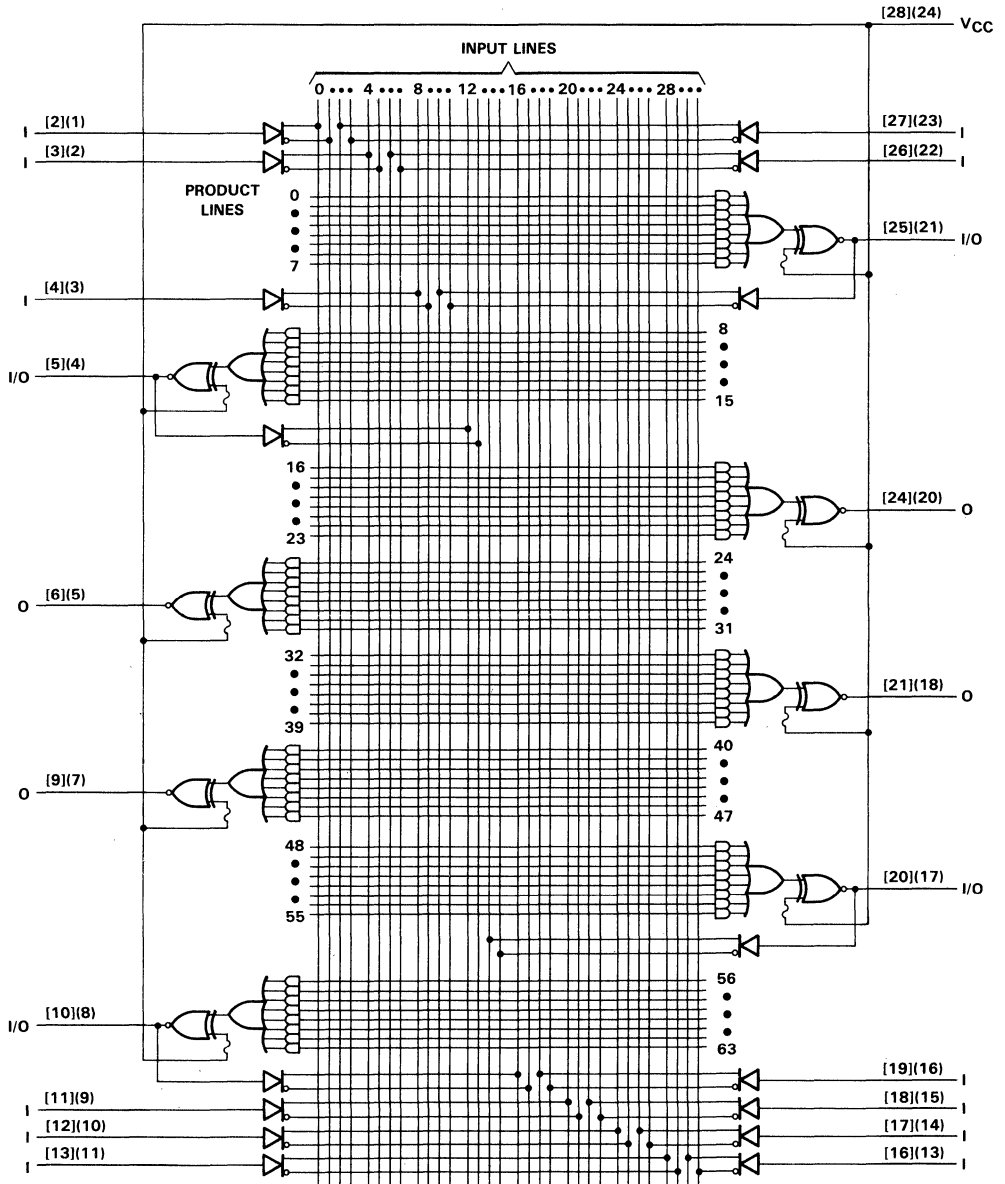 [28](24)
VCC
INPUT LINES
0 ••• 4 ••• 8 ••• 12 ••• 16 ••• 20 ••• 24 ••• 28 •••
I [2](1)
[27](23) I
I [3](2)
[26](22) I
PRODUCT
LINES
0
•
•
•
7
[25](21) I/O
I [4](3)
8
•
•
•
15
I/O [5](4)
16
•
•
•
23
[24](20) O
24
•
•
•
31
O [6](5)
32
•
•
•
39
[21](18) O
40
•
•
•
47
O [9](7)
48
•
•
•
55
[20](17) I/O
56
•
•
•
63
I/O [10](8)
[19](16) I
I [11](9)
[18](15) I
I [12](10)
[17](14) I
I [13](11)
[16](13) I